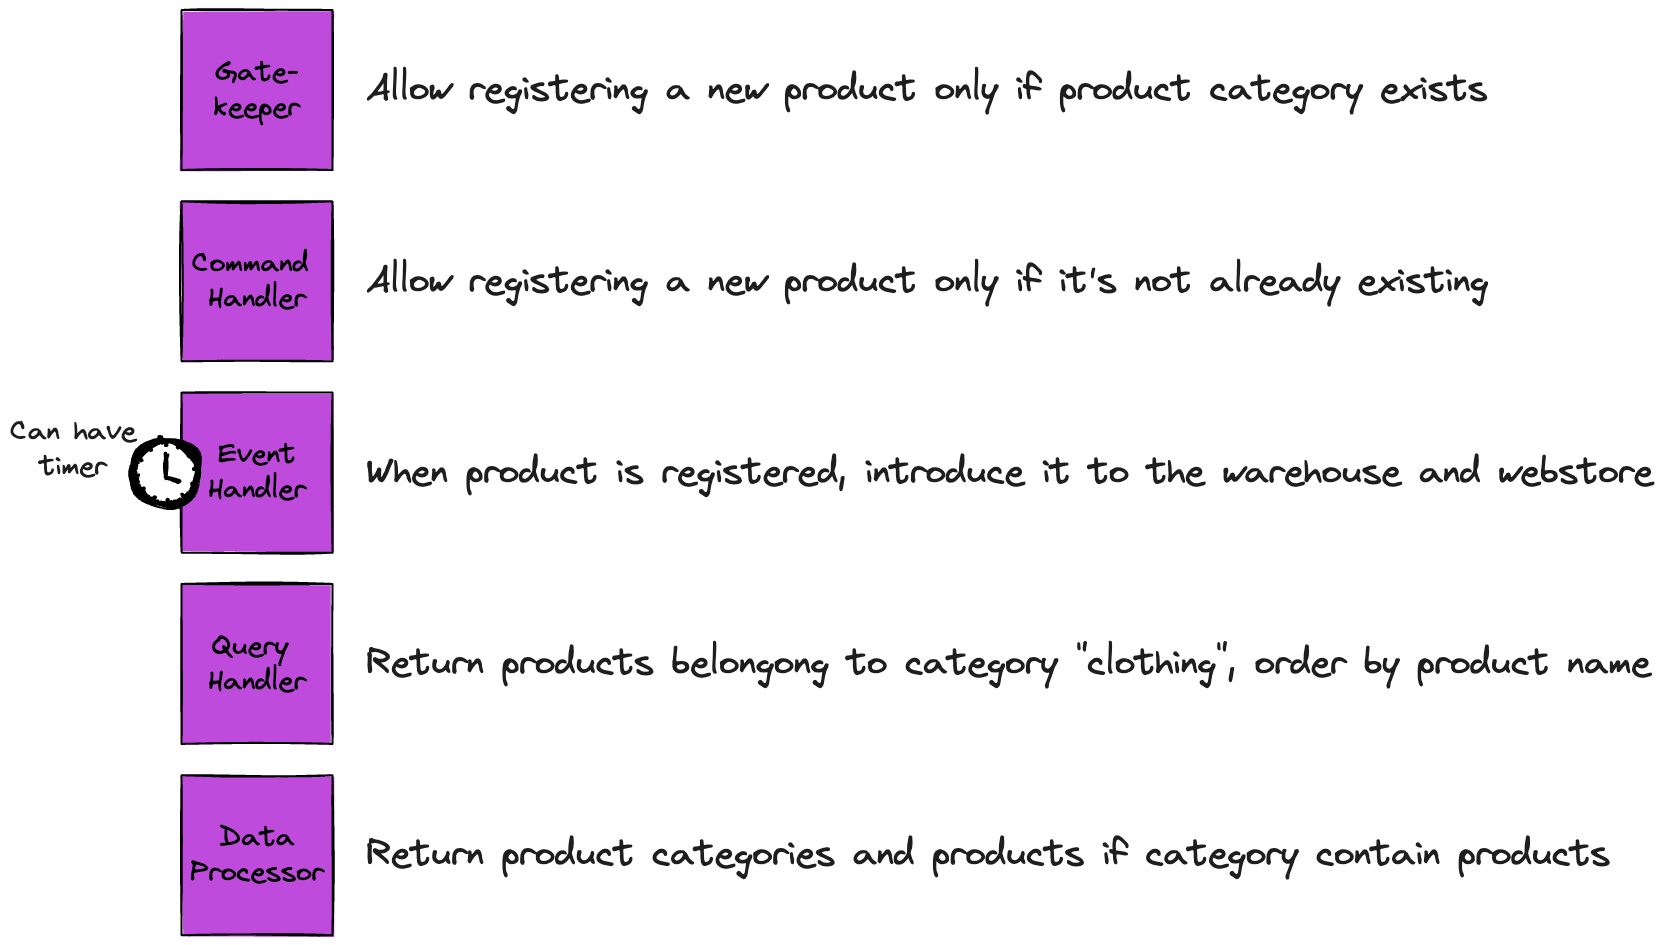 Gate-
keeper
Allow registering a new product only if product category exists
Command
Handler
Allow registering a new product only if it's not already existing
Can have
timer
Event
Handler
When product is registered, introduce it to the warehouse and webstore
Query
Handler
Return products belongong to category "clothing", order by product name
Data
Processor
Return product categories and products if category contain products